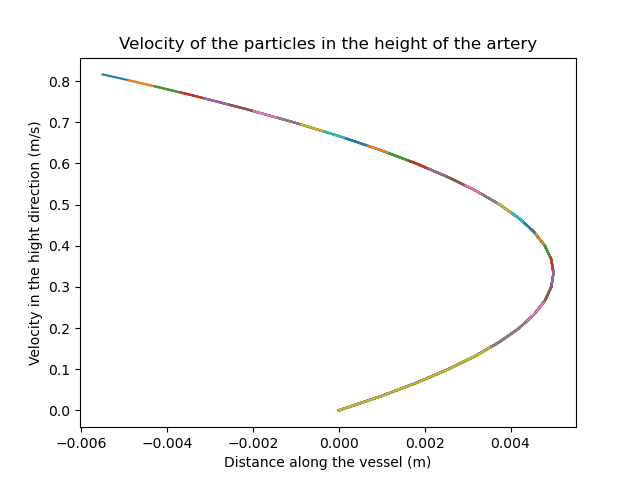 Velocity of the particles in the height of the artery
Velocity in the hight direction (m/s)
0.8
0.7
0.6
0.5
0.4
0.3
0.2
0.1
0.0
−0.006 −0.004 −0.002 0.000 0.002 0.004
Distance along the vessel (m)